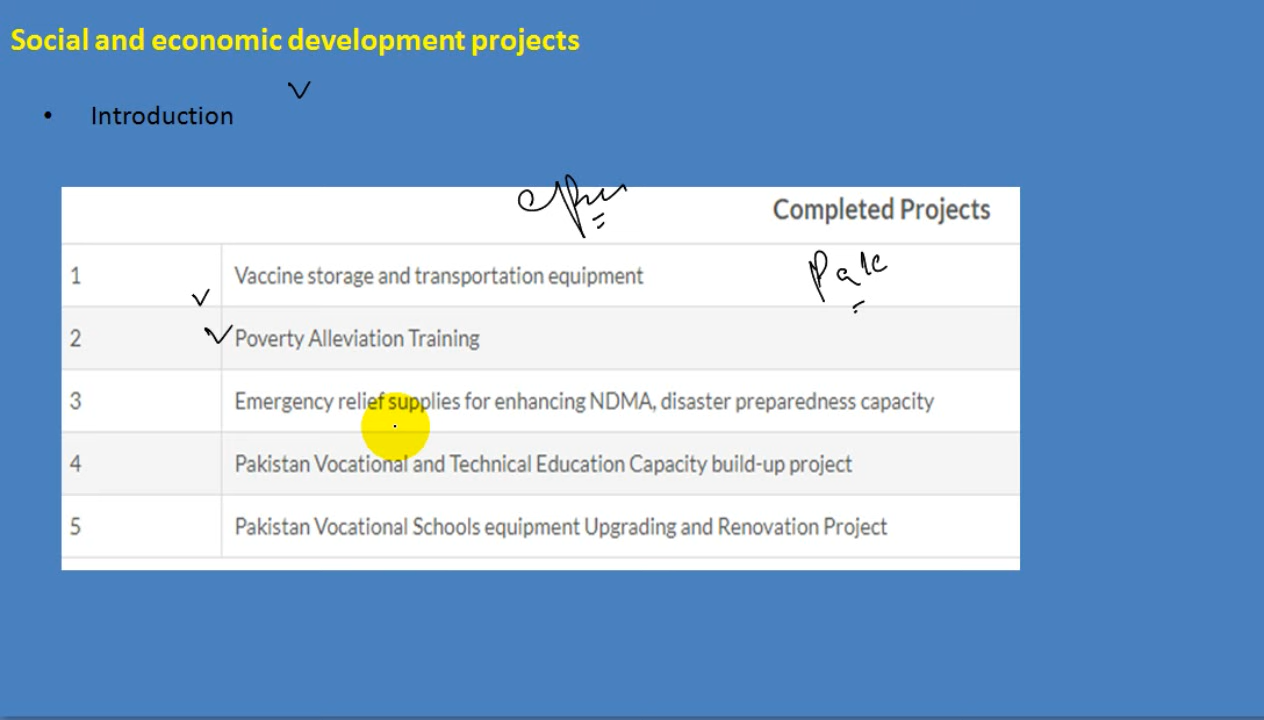 Social and economic development projects
• Introduction
Completed Projects
Pak
1 Vaccine storage and transportation equipment
2 Poverty Alleviation Training
3 Emergency relief supplies for enhancing NDMA, disaster preparedness capacity
4 Pakistan Vocational and Technical Education Capacity build-up project
5 Pakistan Vocational Schools equipment Upgrading and Renovation Project